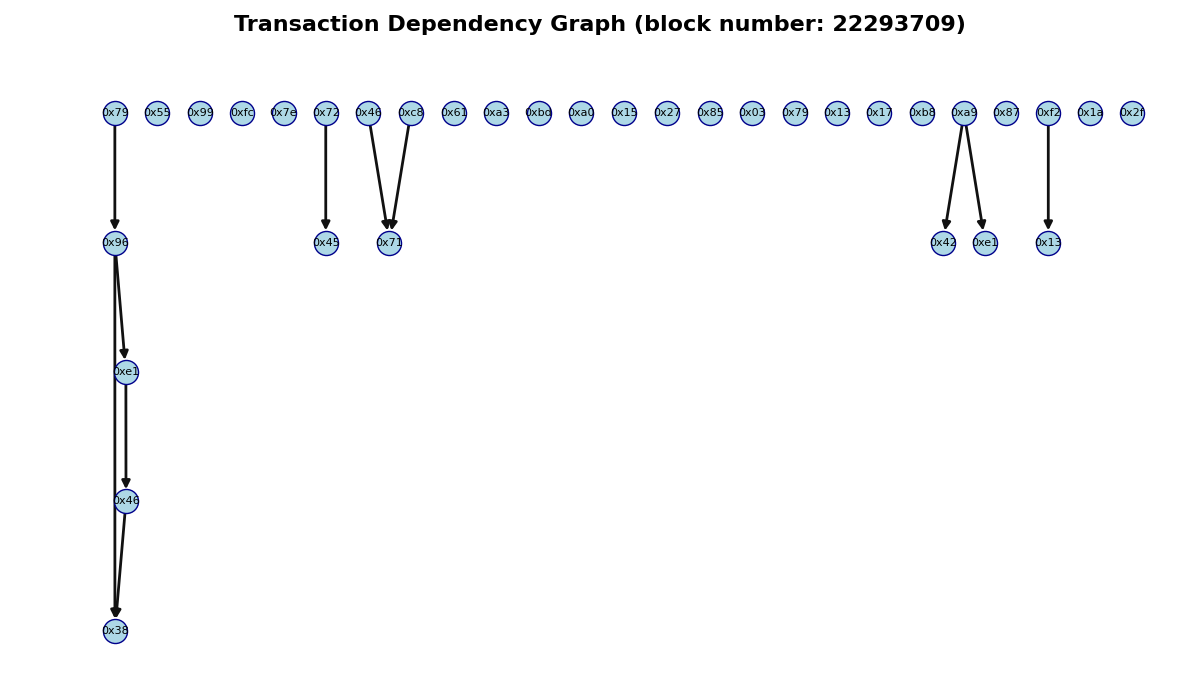 Transaction Dependency Graph (block number: 22293709)
0x79 0x55 0x99 0xfc 0x7e 0x72 0x46 0xc8 0x61 0xa3 0xbd 0xa0 0x15 0x27 0x85 0x03 0x79 0x13 0x17 0xb8 0xa9 0x87 0xf2 0x1a 0x2f
0x96 0x45 0x71 0x42 0xe1 0x13
0xe1
0x46
0x38